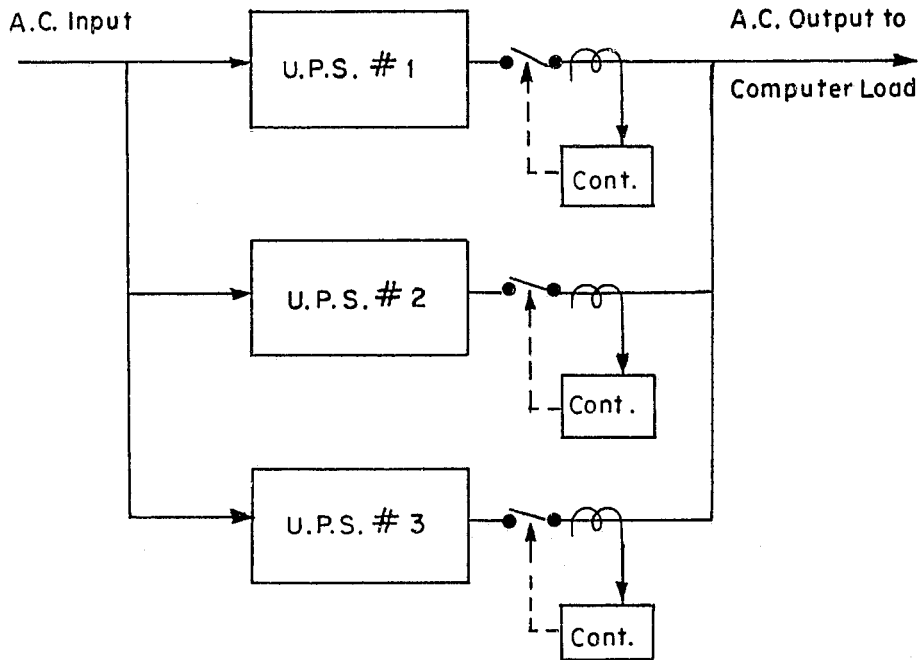 A.C. Input
A.C. Output to
Computer Load
U.P.S. # 1
Cont.
U.P.S. # 2
Cont.
U.P.S. # 3
Cont.